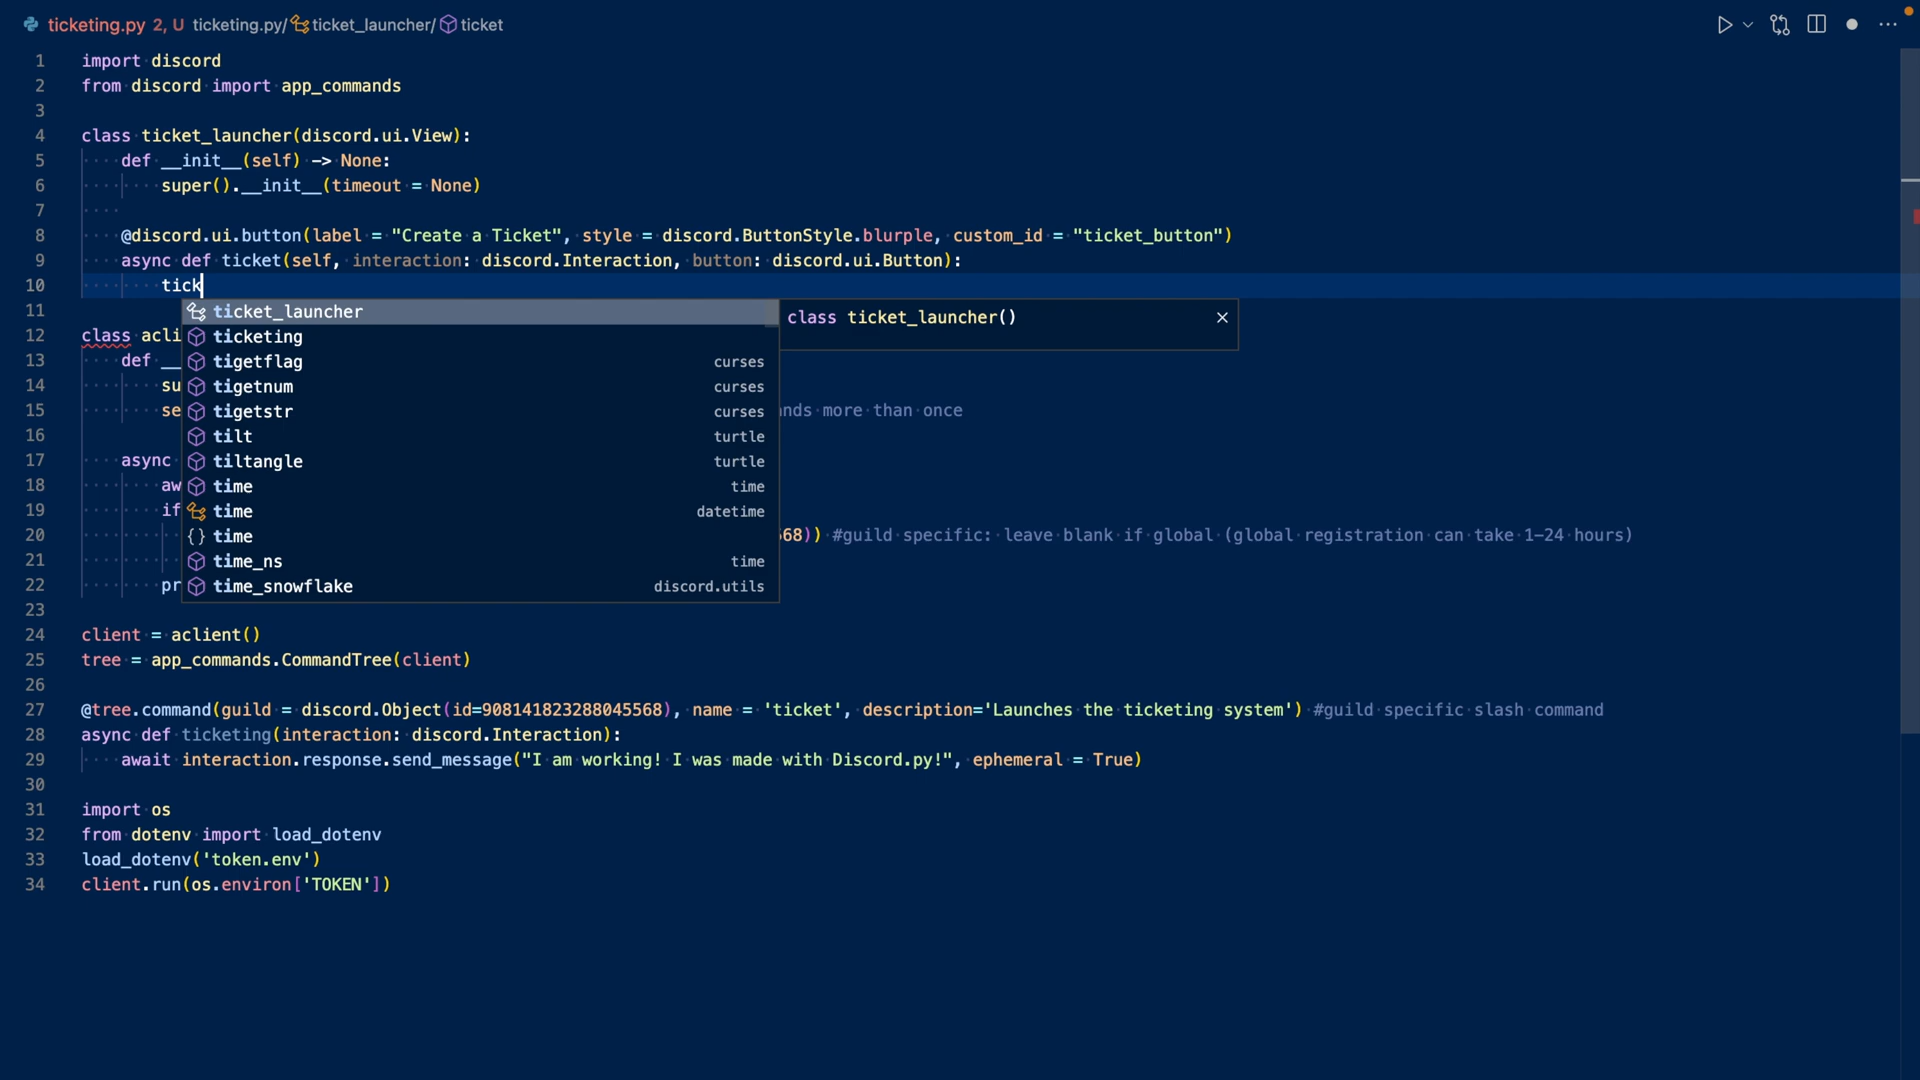 ticketing.py 2, U ticketing.py/ ticket_launcher/ ticket
1 import discord
2 from discord import app_commands
3
4 class ticket_launcher(discord.ui.View):
5 def __init__(self) -> None:
6 super().__init__(timeout = None)
7
8 @discord.ui.button(label = "Create a Ticket", style = discord.ButtonStyle.blurple, custom_id = "ticket_button")
9 async def ticket(self, interaction: discord.Interaction, button: discord.ui.Button):
10 tick
11 ticket_launcher class ticket_launcher() ×
12 class acli ticketing
13 def __ tigetflag curses
14 su tigetnum curses
15 se tigetstr curses nds more than once
16 tilt turtle
17 async tiltangle turtle
18 aw time time
19 if time datetime
20 {} time 68)) #guild specific: leave blank if global (global registration can take 1-24 hours)
21 time_ns time
22 pr time_snowflake discord.utils
23
24 client = aclient()
25 tree = app_commands.CommandTree(client)
26
27 @tree.command(guild = discord.Object(id=908141823288045568), name = 'ticket', description='Launches the ticketing system') #guild specific slash command
28 async def ticketing(interaction: discord.Interaction):
29 await interaction.response.send_message("I am working! I was made with Discord.py!", ephemeral = True)
30
31 import os
32 from dotenv import load_dotenv
33 load_dotenv('token.env')
34 client.run(os.environ['TOKEN'])